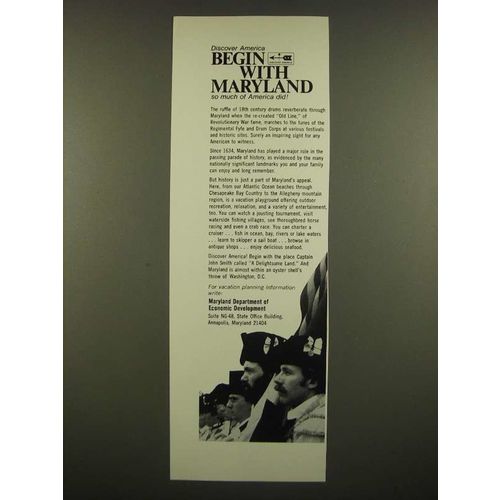 Discover America
BEGIN
WITH
MARYLAND
so much of America did!
The ruffle of 18th century drums reverberate through
Maryland when the re-created "Old Line," of
Revolutionary War fame, marches to the tunes of the
Regimental Fyfe and Drum Corps at various festivals
and historic sites. Surely an inspiring sight for any
American to witness.
Since 1634, Maryland has played a major role in the
passing parade of history, as evidenced by the many
nationally significant landmarks you and your family
can enjoy and long remember.
But history is just a part of Maryland's appeal.
Here, from our Atlantic Ocean beaches through
Chesapeake Bay Country to the Allegheny mountain
region, is a vacation playground offering outdoor
recreation, relaxation, and a variety of entertainment,
too. You can watch a jousting tournament, visit
waterside fishing villages, see thoroughbred horse
racing and even a crab race. You can charter a
cruiser . . . fish in ocean, bay, rivers or lake waters
. . . learn to skipper a sail boat . . . browse in
antique shops . . . enjoy delicious seafood.
Discover America! Begin with the place Captain
John Smith called "A Delightsome Land." And
Maryland is almost within an oyster shell's
throw of Washington, D.C.
For vacation planning information
write:
Maryland Department of
Economic Development
Suite NG-48, State Office Building,
Annapolis, Maryland 21404